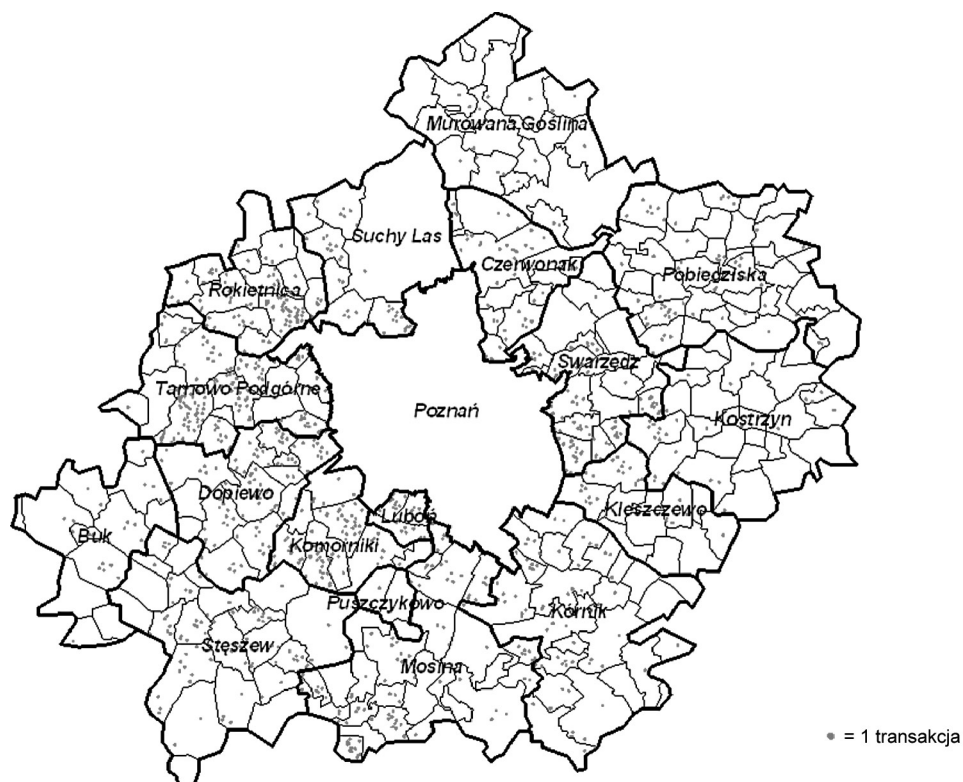 Murowana Goślina
Suchy Las
Czerwonak
Pobiedziska
Rokietnica
Swarzędz
Tarnowo Podgórne
Poznań
Kostrzyn
Dopiewo
Kleszczewo
Luboń
Buk
Komorniki
Puszczykowo
Kórnik
Stęszew
Mosina
= 1 transakcja